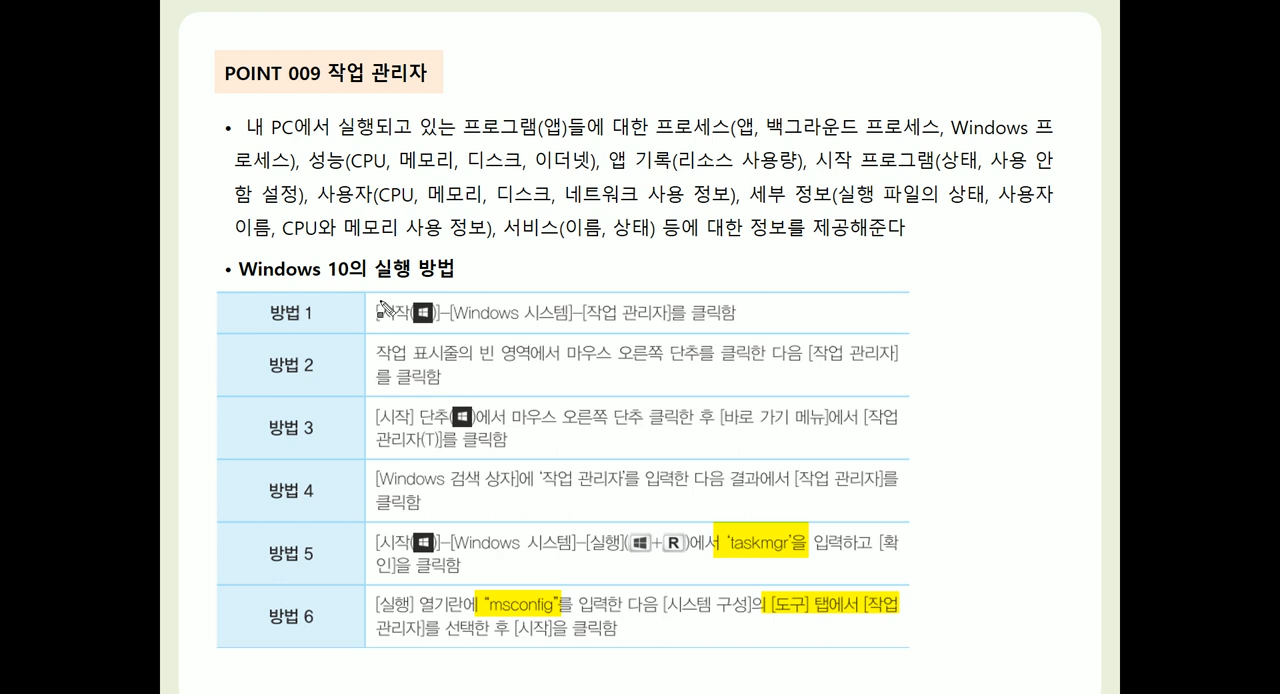 POINT 009 작업 관리자
• 내 PC에서 실행되고 있는 프로그램(앱)들에 대한 프로세스(앱, 백그라운드 프로세스, Windows 프
로세스), 성능(CPU, 메모리, 디스크, 이더넷), 앱 기록(리소스 사용량), 시작 프로그램(상태, 사용 안
함 설정), 사용자(CPU, 메모리, 디스크, 네트워크 사용 정보), 세부 정보(실행 파일의 상태, 사용자
이름, CPU와 메모리 사용 정보), 서비스(이름, 상태) 등에 대한 정보를 제공해준다
• Windows 10의 실행 방법
방법 1
[시작()]-[Windows 시스템]-[작업 관리자]를 클릭함
방법 2
작업 표시줄의 빈 영역에서 마우스 오른쪽 단추를 클릭한 다음 [작업 관리자]
를 클릭함
방법 3
[시작] 단추()에서 마우스 오른쪽 단추 클릭한 후 [바로 가기 메뉴]에서 [작업
관리자(T)]를 클릭함
방법 4
[Windows 검색 상자]에 ‘작업 관리자’를 입력한 다음 결과에서 [작업 관리자]를
클릭함
방법 5
[시작()]-[Windows 시스템]-[실행](+R)에서 ‘taskmgr’을 입력하고 [확
인]을 클릭함
방법 6
[실행] 열기란에 “msconfig”를 입력한 다음 [시스템 구성]의 [도구] 탭에서 [작업
관리자]를 선택한 후 [시작]을 클릭함